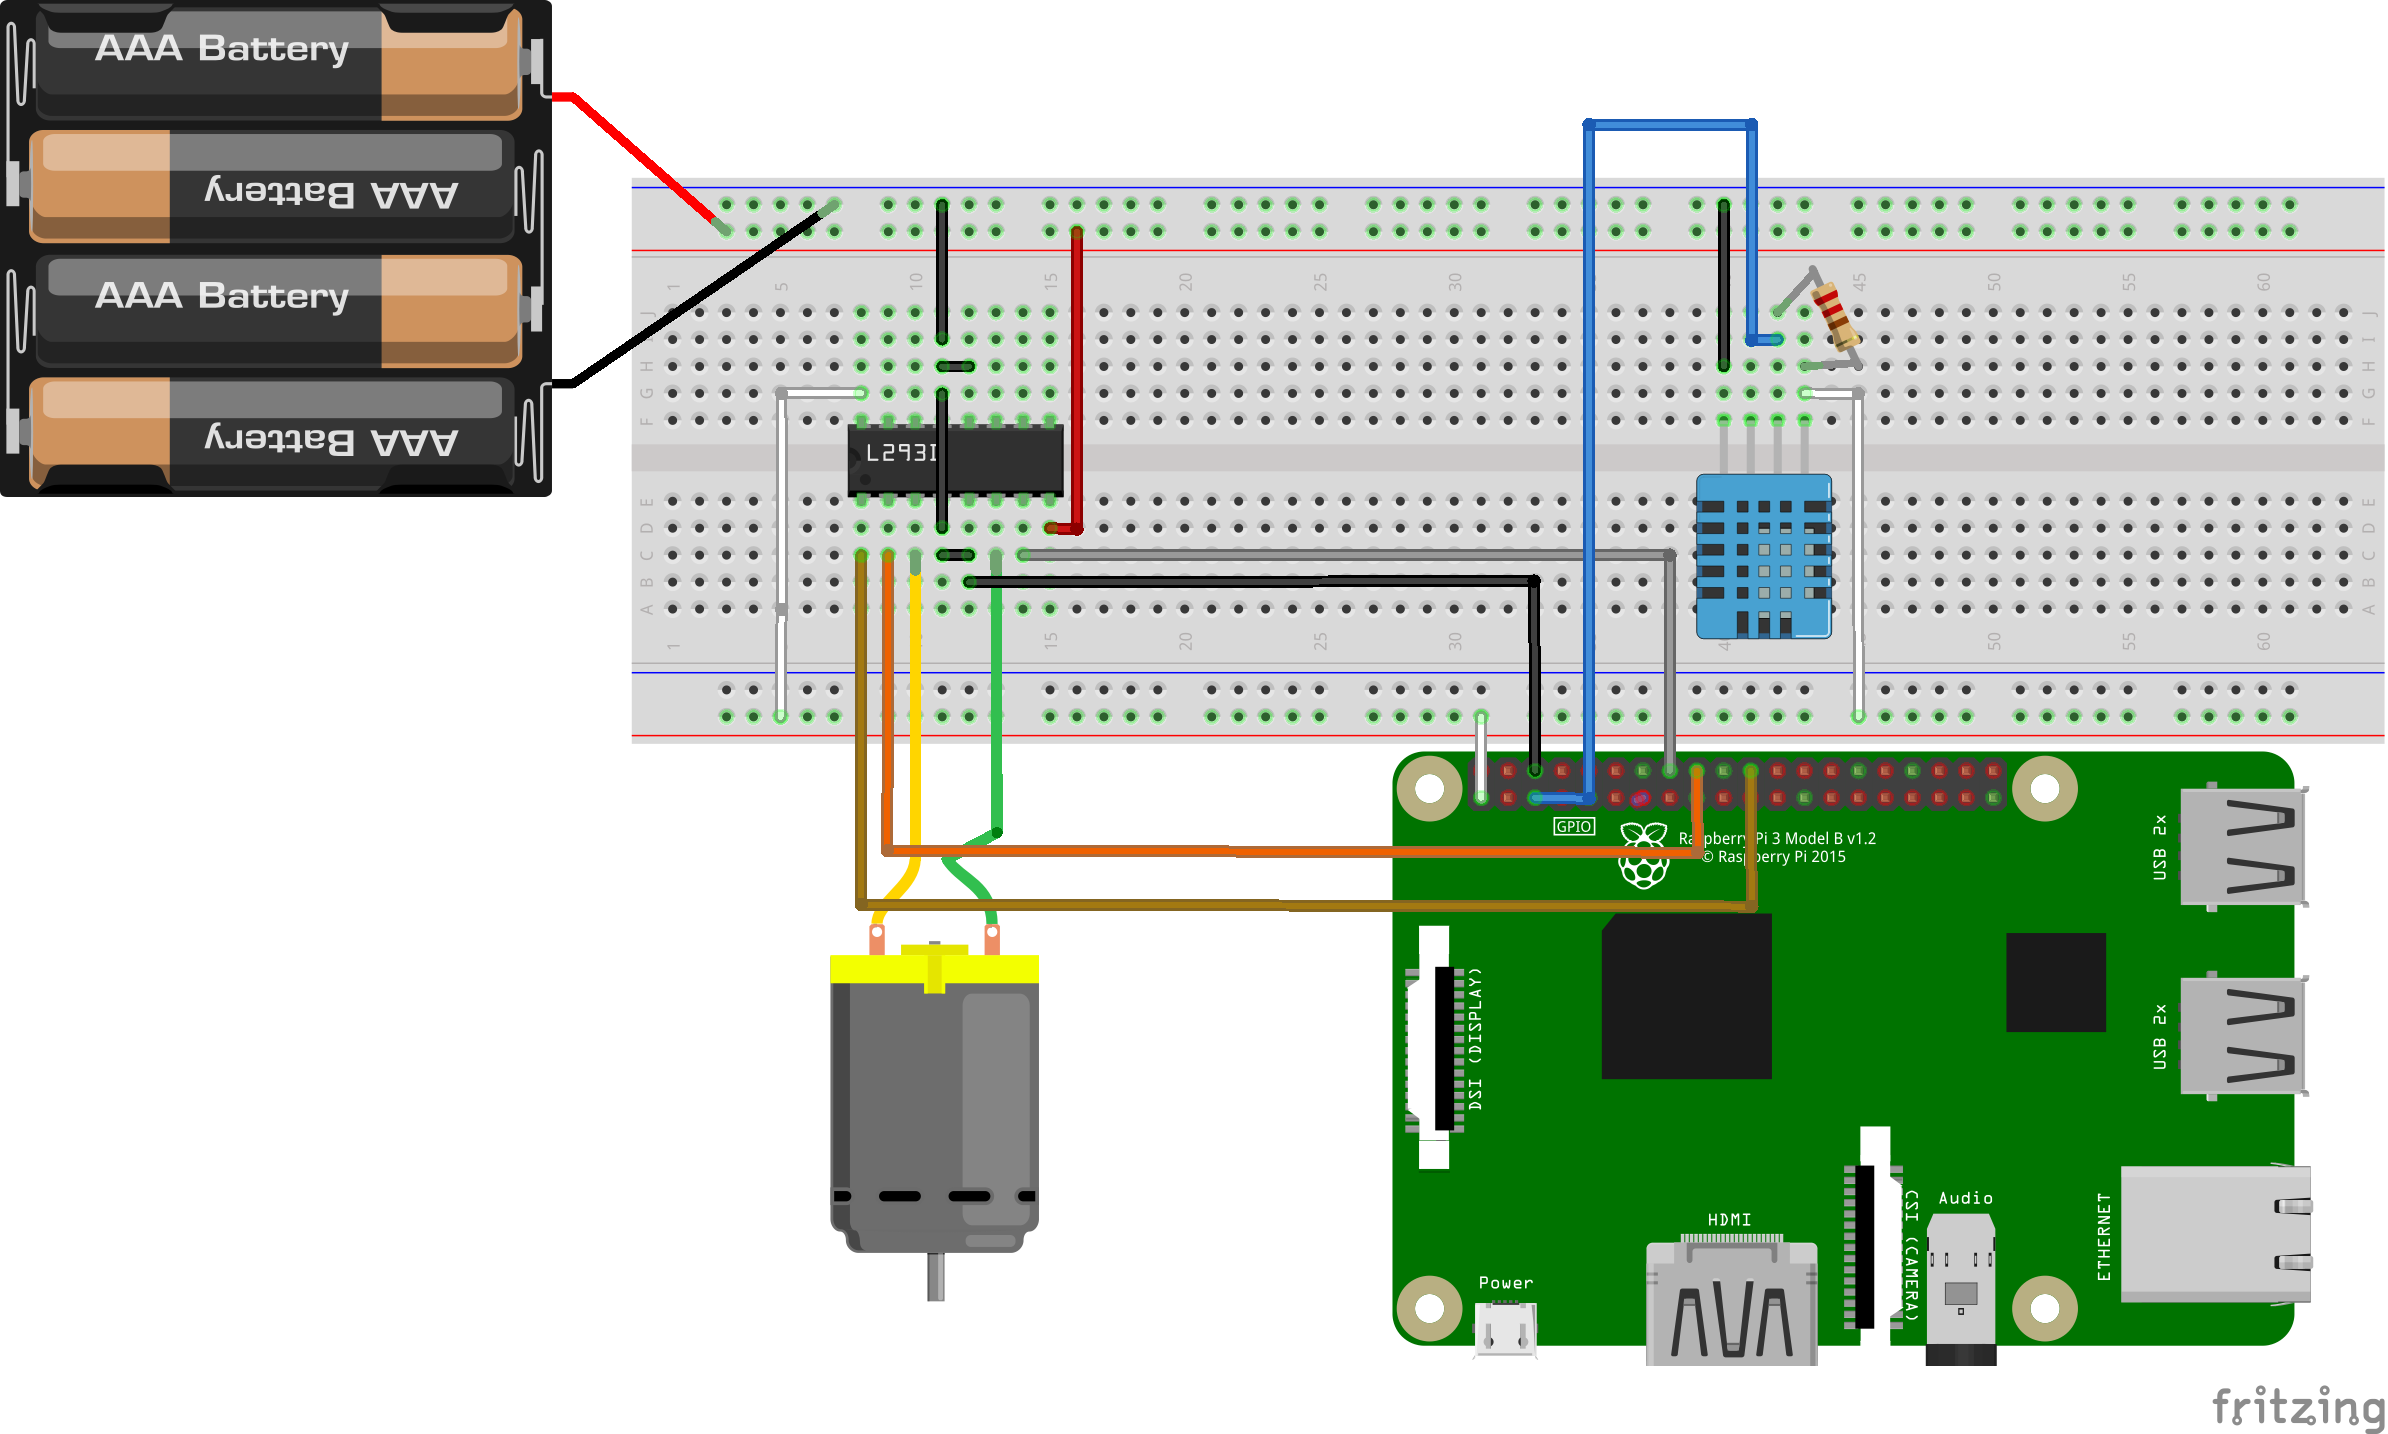 AAA Battery
AAA Battery
AAA Battery
AAA Battery
1 5 10 15 20 25 30 45 50 55 60
J J
I
H H
G G
F F
L293D
E E
D D
C C
B B
A A
1 15 20 25 30 50 55 60
GPIO
Raspberry Pi 3 Model B v1.2
© Raspberry Pi 2015
USB 2x
USB 2x
DSI (DISPLAY)
CSI (CAMERA)
Audio
ETHERNET
HDMI
Power
fritzing